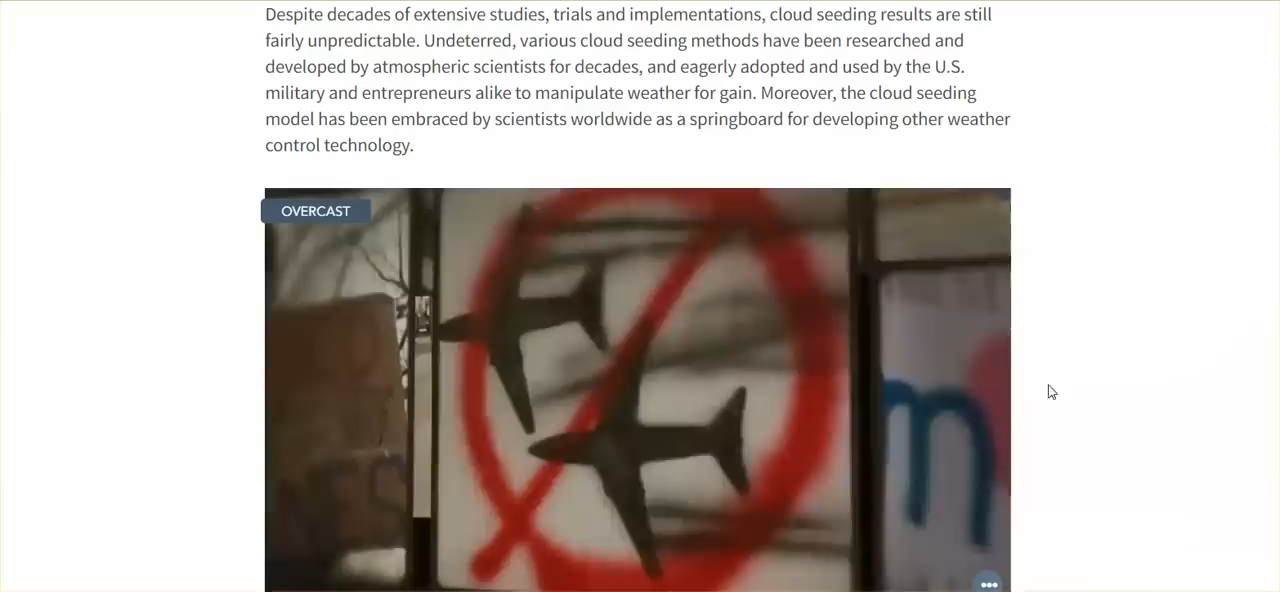 Despite decades of extensive studies, trials and implementations, cloud seeding results are still
fairly unpredictable. Undeterred, various cloud seeding methods have been researched and
developed by atmospheric scientists for decades, and eagerly adopted and used by the U.S.
military and entrepreneurs alike to manipulate weather for gain. Moreover, the cloud seeding
model has been embraced by scientists worldwide as a springboard for developing other weather
control technology.
OVERCAST
m